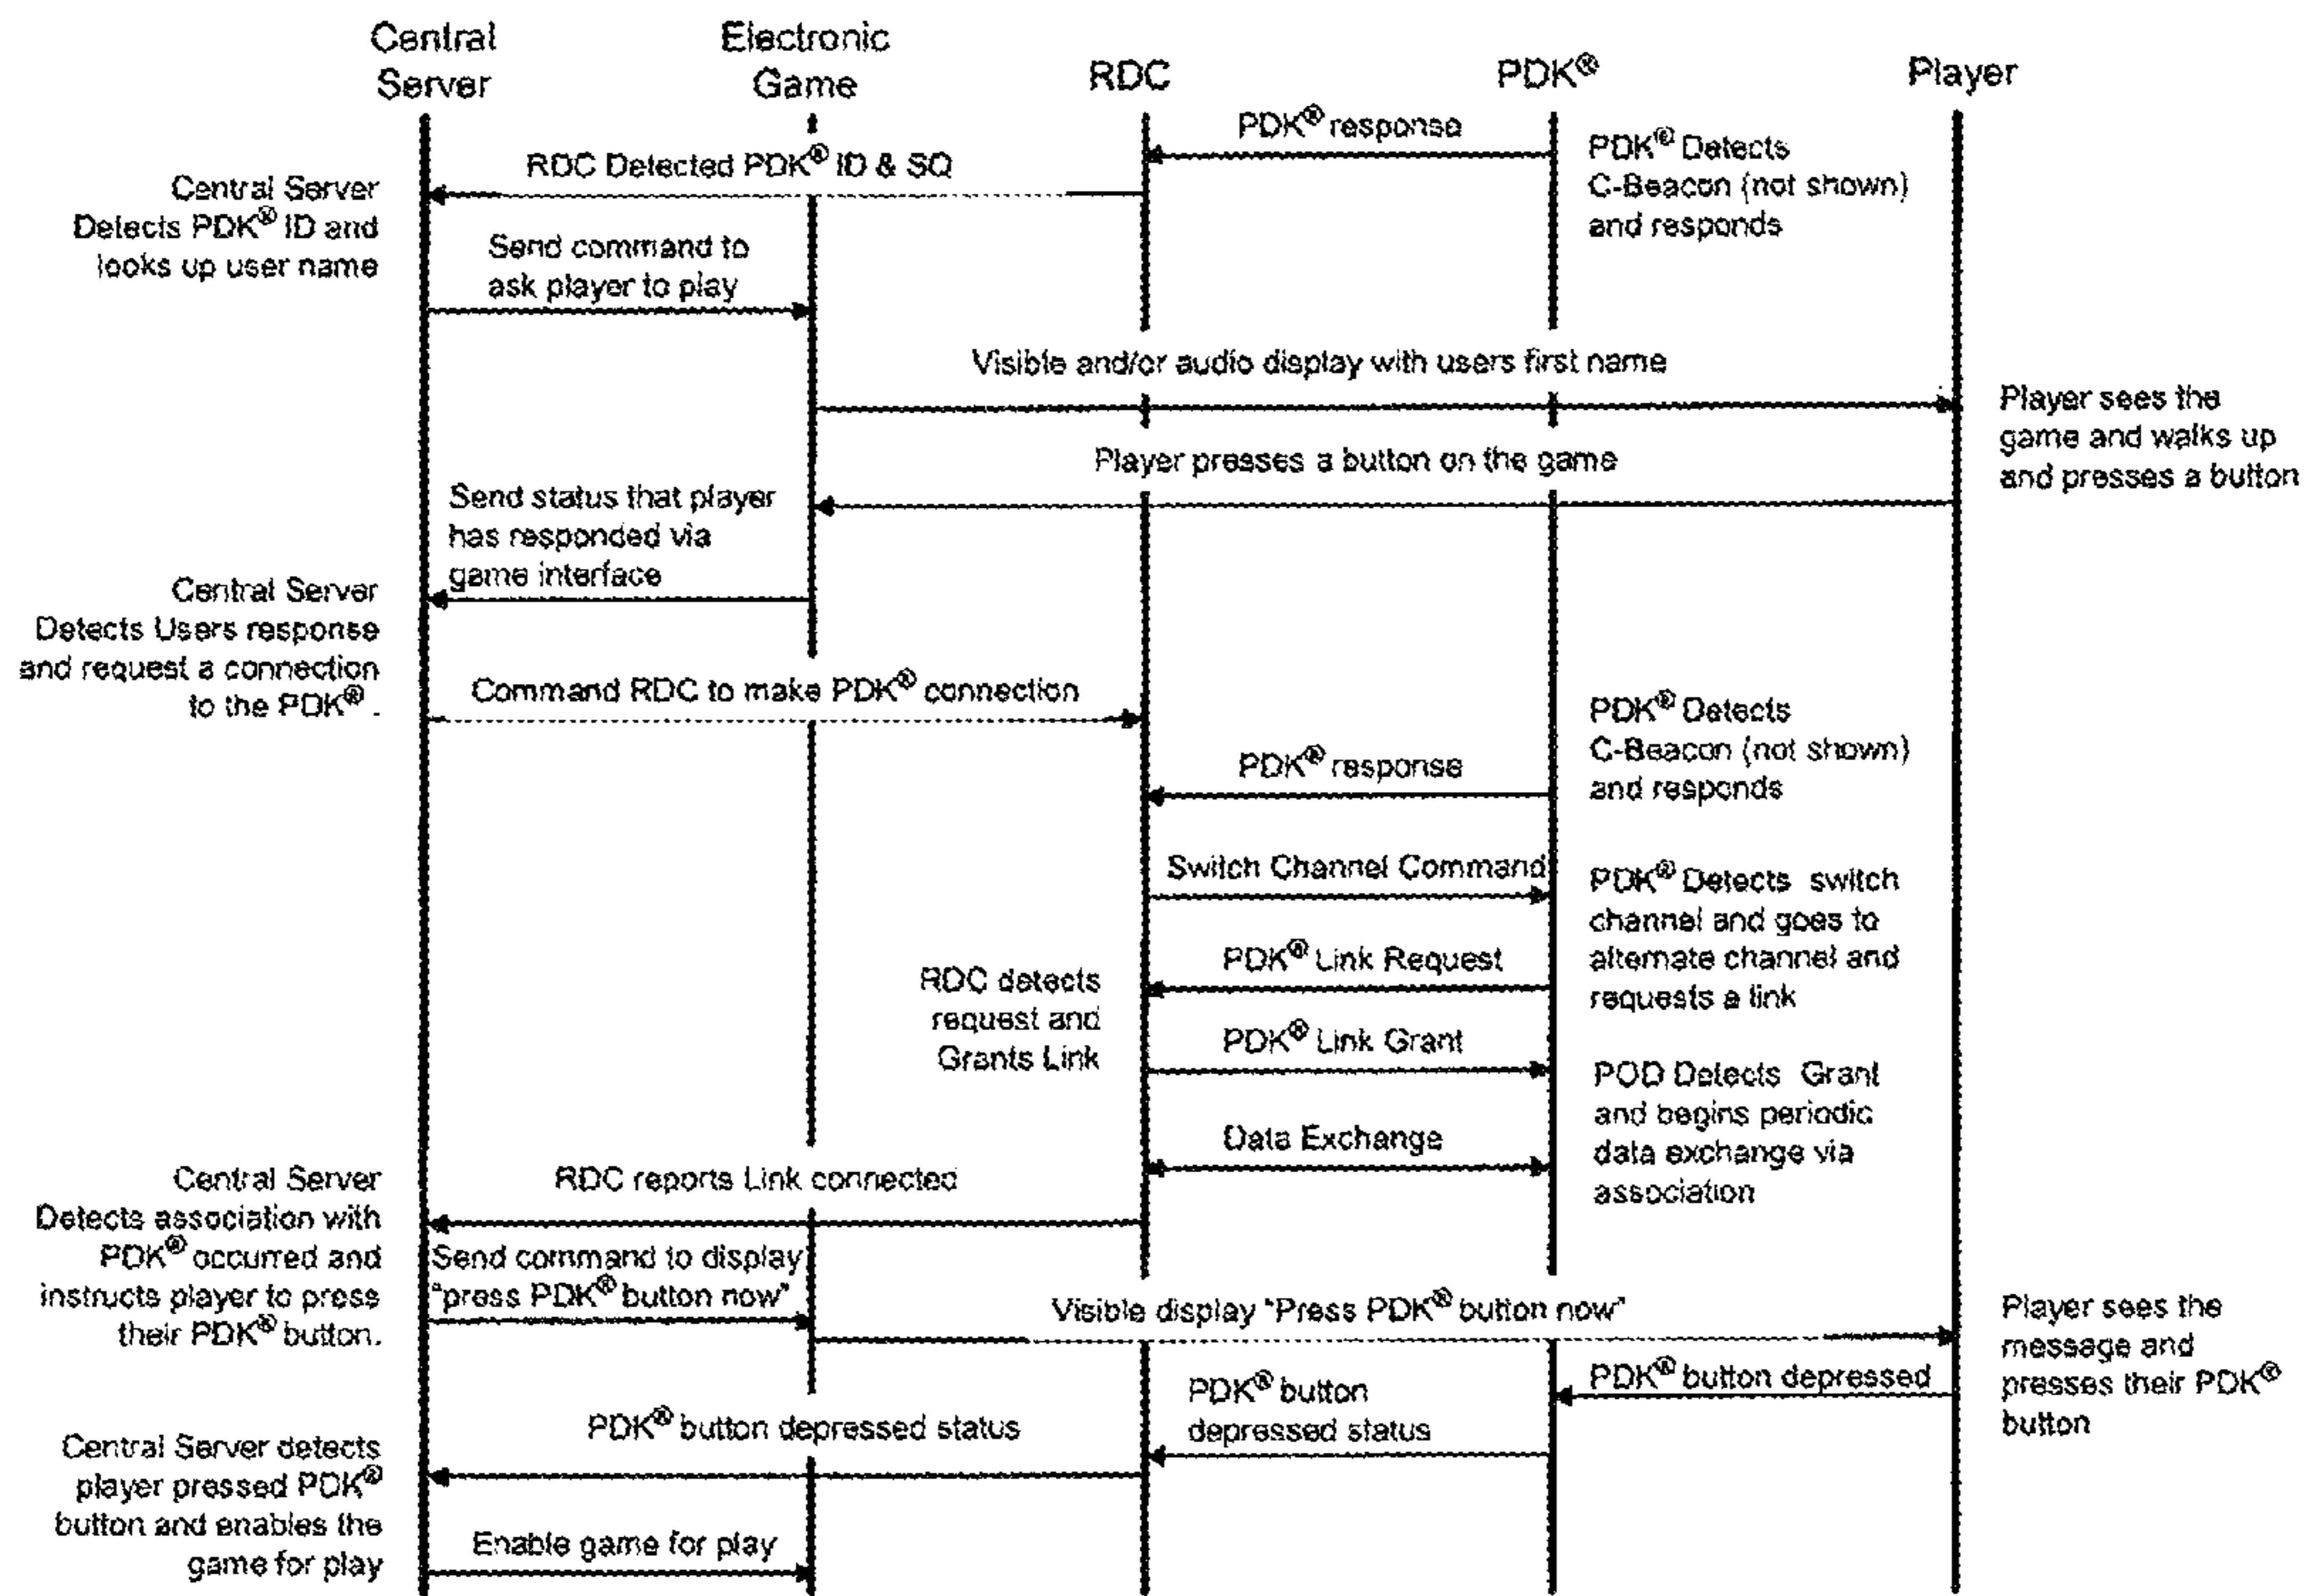 Central
Server
Electronic
Game
RDC
PDK®
Player
PDK® response
PDK® Detects
C-Beacon (not shown)
and responds
RDC Detected PDK® ID & SQ
Central Server
Detects PDK® ID and
looks up user name
Send command to
ask player to play
Visible and/or audio display with users first name
Player sees the
game and walks up
and presses a button
Player presses a button on the game
Send status that player
has responded via
game interface
Central Server
Detects Users response
and request a connection
to the PDK® .
Command RDC to make PDK® connection
PDK® Detects
C-Beacon (not shown)
and responds
PDK® response
Switch Channel Command
PDK® Detects switch
channel and goes to
alternate channel and
requests a link
PDK® Link Request
RDC detects
request and
Grants Link
PDK® Link Grant
POD Detects Grant
and begins periodic
data exchange via
association
Data Exchange
RDC reports Link connected
Central Server
Detects association with
PDK® occurred and
instructs player to press
their PDK® button.
Send command to display
"press PDK® button now"
Visible display "Press PDK® button now"
Player sees the
message and
presses their PDK®
button
PDK® button depressed
PDK® button
depressed status
PDK® button depressed status
Central Server detects
player pressed PDK®
button and enables the
game for play
Enable game for play